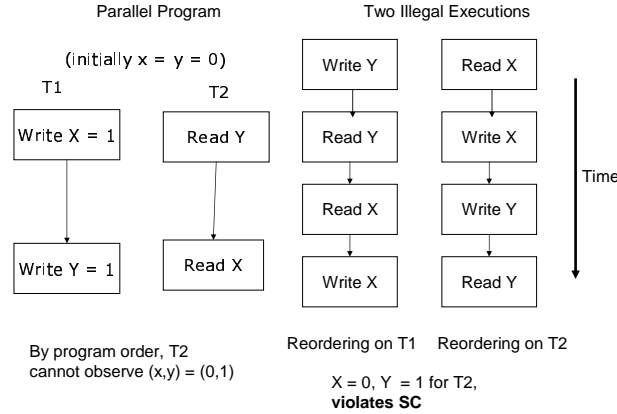 Parallel Program
Two Illegal Executions
(initially x = y = 0)
T1
T2
Write X = 1
Read Y
Write Y = 1
Read X
Write Y
Read Y
Read X
Write X
Read X
Write X
Write Y
Read Y
Time
By program order, T2
cannot observe (x,y) = (0,1)
Reordering on T1
Reordering on T2
X = 0, Y = 1 for T2,
violates SC